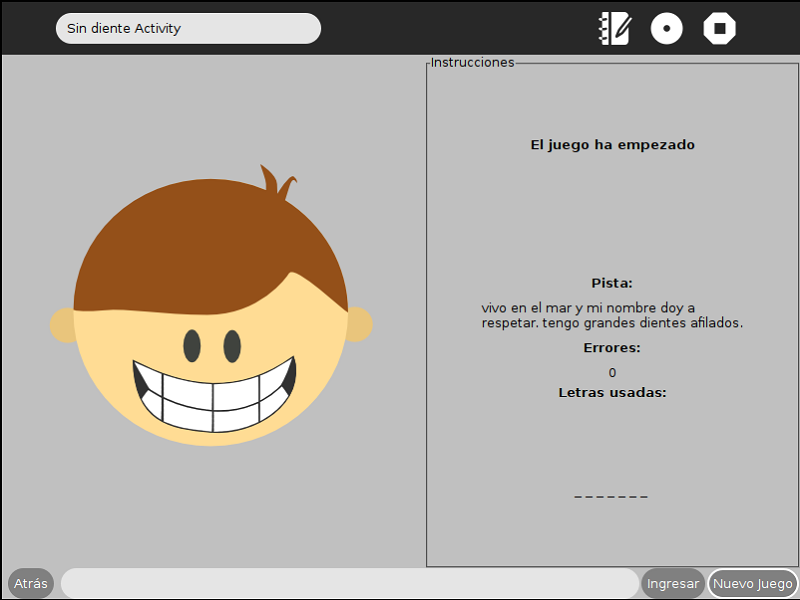 Sin diente Activity
Instrucciones
El juego ha empezado
Pista:
vivo en el mar y mi nombre doy a
respetar. tengo grandes dientes afilados.
Errores:
0
Letras usadas:
_ _ _ _ _ _ _
Atrás
Ingresar
Nuevo Juego